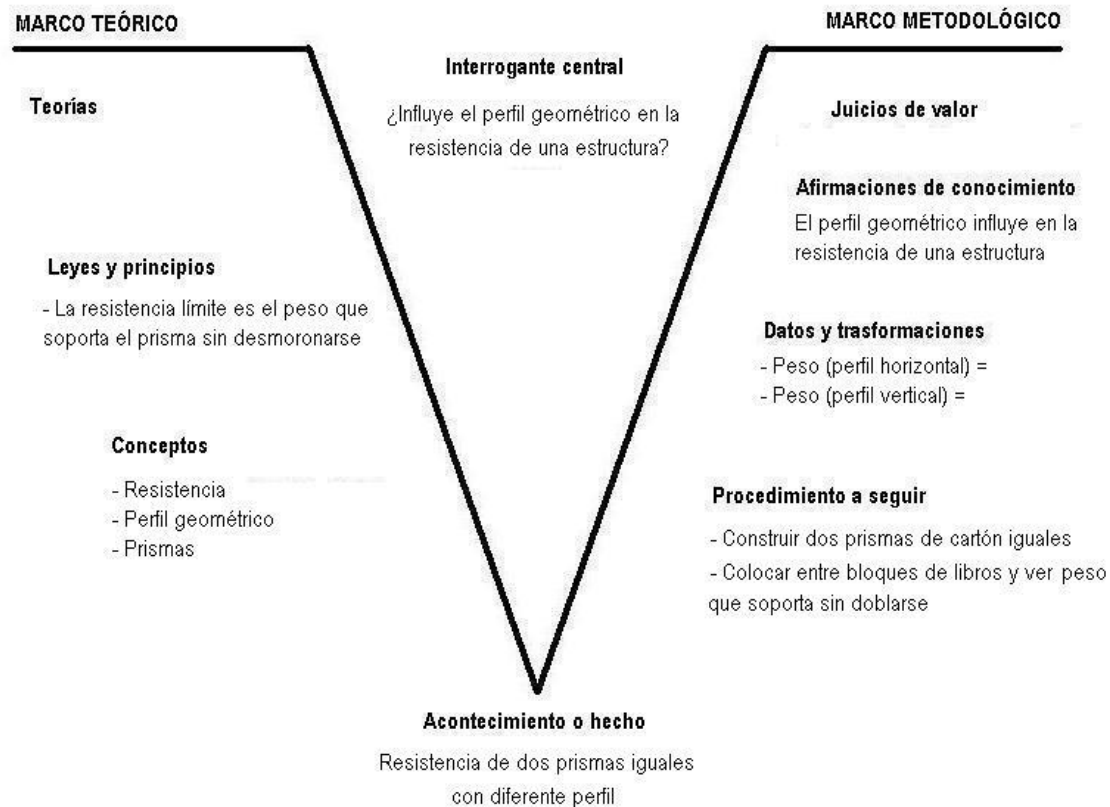 MARCO TEÓRICO
MARCO METODOLÓGICO
Interrogante central
¿Influye el perfil geométrico en la
resistencia de una estructura?
Teorías
Leyes y principios
- La resistencia límite es el peso que
soporta el prisma sin desmoronarse
Conceptos
- Resistencia
- Perfil geométrico
- Prismas
Juicios de valor
Afirmaciones de conocimiento
El perfil geométrico influye en la
resistencia de una estructura
Datos y trasformaciones
- Peso (perfil horizontal) =
- Peso (perfil vertical) =
Procedimiento a seguir
- Construir dos prismas de cartón iguales
- Colocar entre bloques de libros y ver peso
que soporta sin doblarse
Acontecimiento o hecho
Resistencia de dos prismas iguales
con diferente perfil